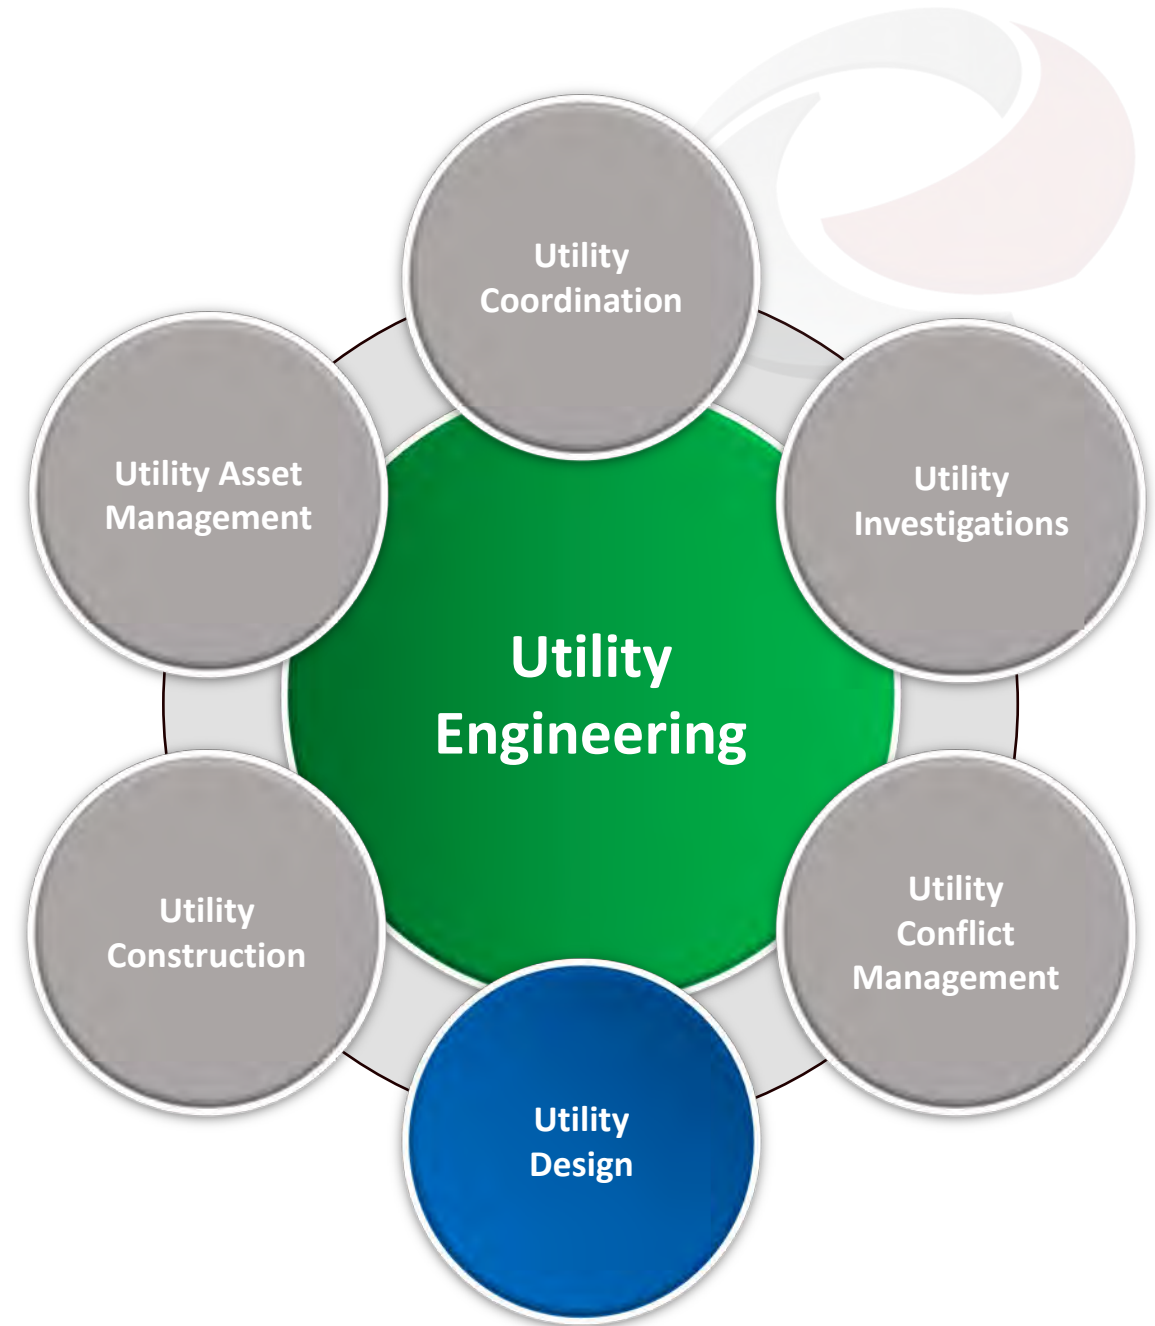 Utility
Coordination
Utility Asset
Management
Utility
Investigations
Utility
Engineering
Utility
Construction
Utility
Conflict
Management
Utility
Design